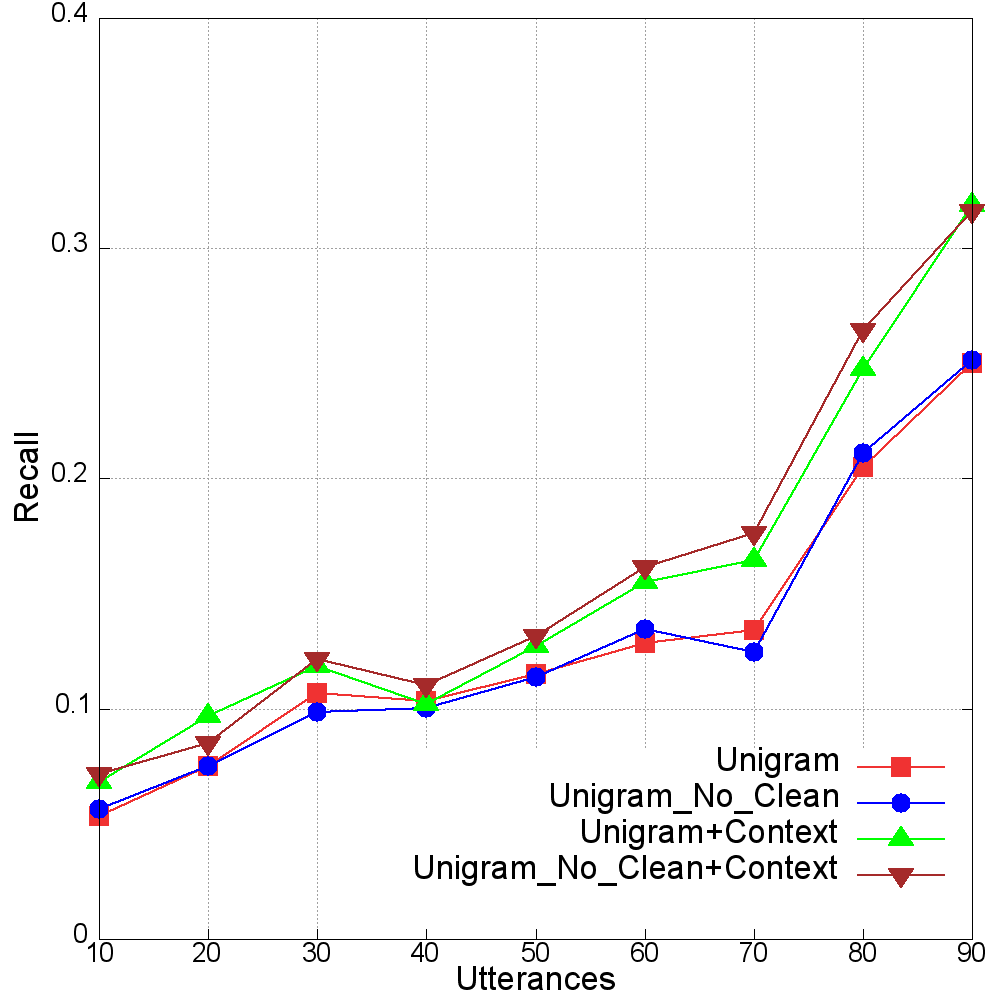 0.4
0.3
0.2
0.1
0
Recall
10 20 30 40 50 60 70 80 90
Utterances
Unigram
Unigram_No_Clean
Unigram+Context
Unigram_No_Clean+Context